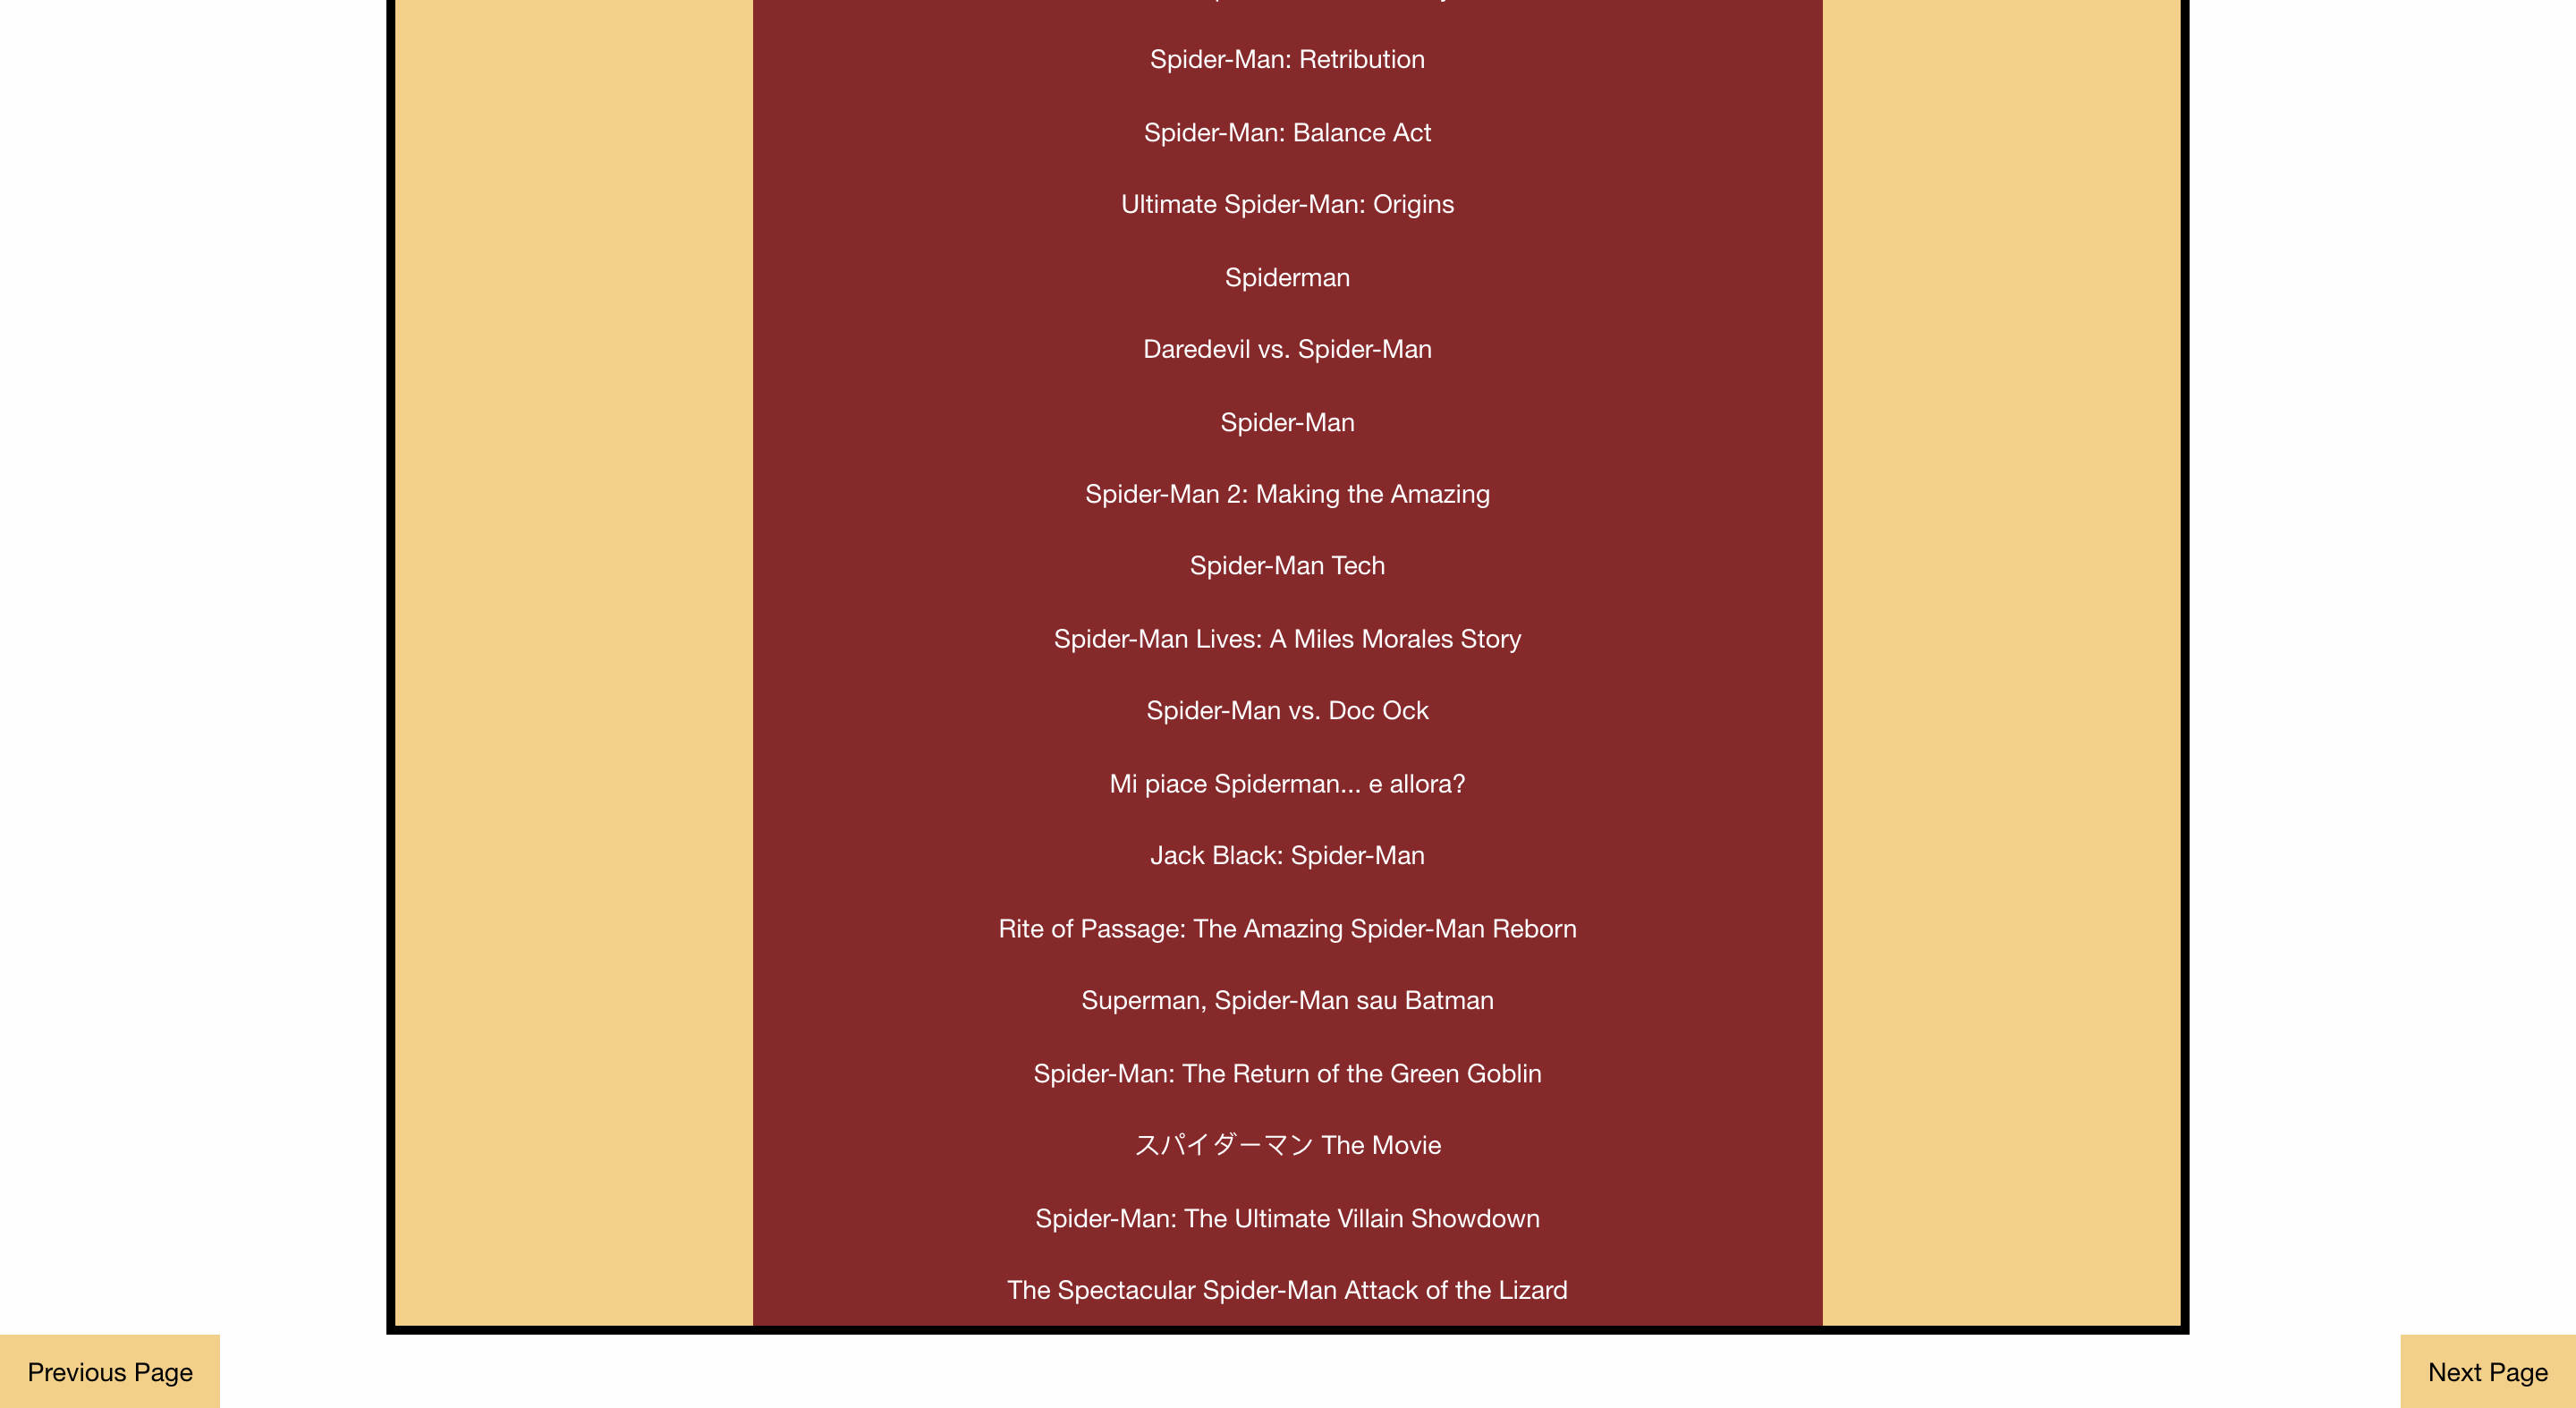 Spider-Man: Retribution
Spider-Man: Balance Act
Ultimate Spider-Man: Origins
Spiderman
Daredevil vs. Spider-Man
Spider-Man
Spider-Man 2: Making the Amazing
Spider-Man Tech
Spider-Man Lives: A Miles Morales Story
Spider-Man vs. Doc Ock
Mi piace Spiderman... e allora?
Jack Black: Spider-Man
Rite of Passage: The Amazing Spider-Man Reborn
Superman, Spider-Man sau Batman
Spider-Man: The Return of the Green Goblin
スパイダーマン The Movie
Spider-Man: The Ultimate Villain Showdown
The Spectacular Spider-Man Attack of the Lizard
Previous Page
Next Page